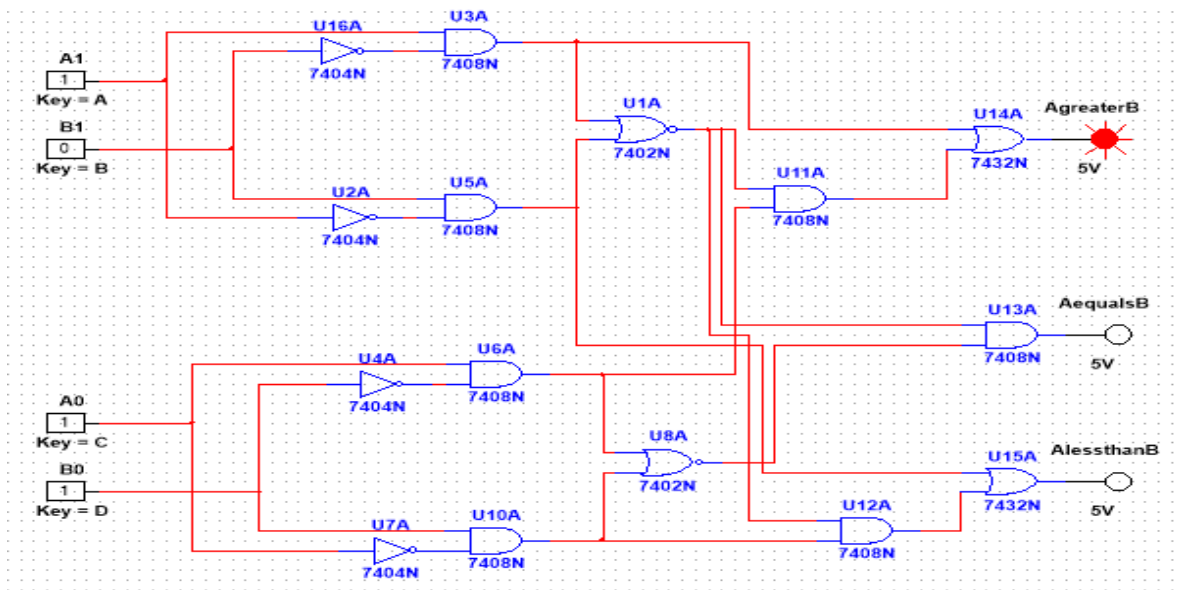 U16A
7404N
U3A
7408N
A1
1
Key = A
B1
0
Key = B
U1A
7402N
U14A
7432N
AgreaterB
5V
U11A
7408N
U2A
7404N
U5A
7408N
U13A
7408N
AequalsB
5V
U4A
7404N
U6A
7408N
A0
1
Key = C
B0
1
Key = D
U8A
7402N
U15A
7432N
AlessthanB
5V
U12A
7408N
U7A
7404N
U10A
7408N